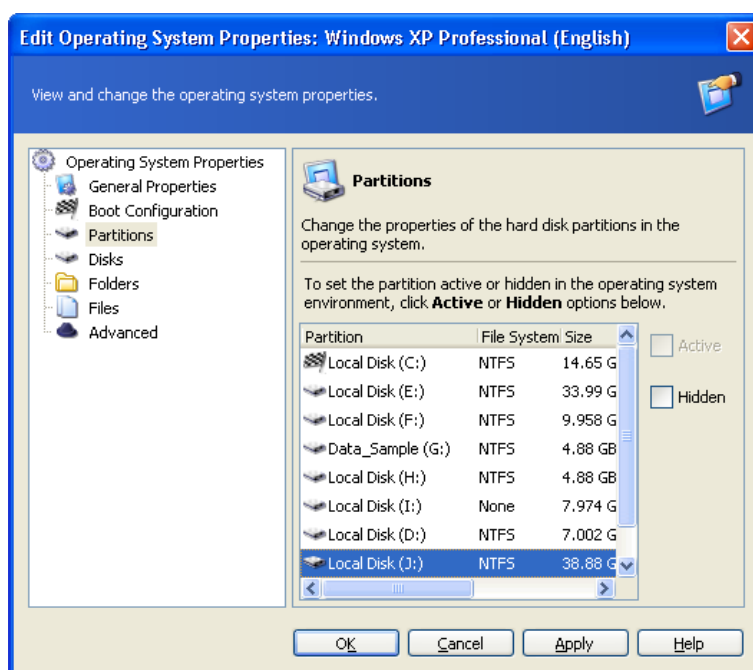 Edit Operating System Properties: Windows XP Professional (English)
View and change the operating system properties.
Operating System Properties
General Properties
Boot Configuration
Partitions
Disks
Folders
Files
Advanced
Partitions
Change the properties of the hard disk partitions in the
operating system.
To set the partition active or hidden in the operating system
environment, click Active or Hidden options below.
Partition File System Size
Local Disk (C:) NTFS 14.65 G
Local Disk (E:) NTFS 33.99 G
Local Disk (F:) NTFS 9.958 G
Data_Sample (G:) NTFS 4.88 GB
Local Disk (H:) NTFS 4.88 GB
Local Disk (I:) None 7.974 G
Local Disk (D:) NTFS 7.002 G
Local Disk (J:) NTFS 38.88 G
Active
Hidden
OK Cancel Apply Help